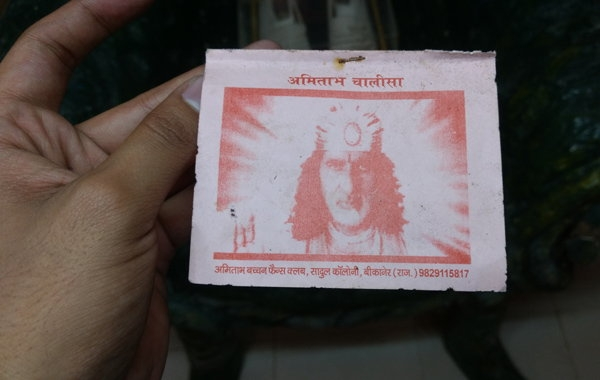 अमिताभ चालीसा
अमिताभ बच्चन फैन्स क्लब, सादुल कॉलोनी, बीकानेर (राज.) 9829115817